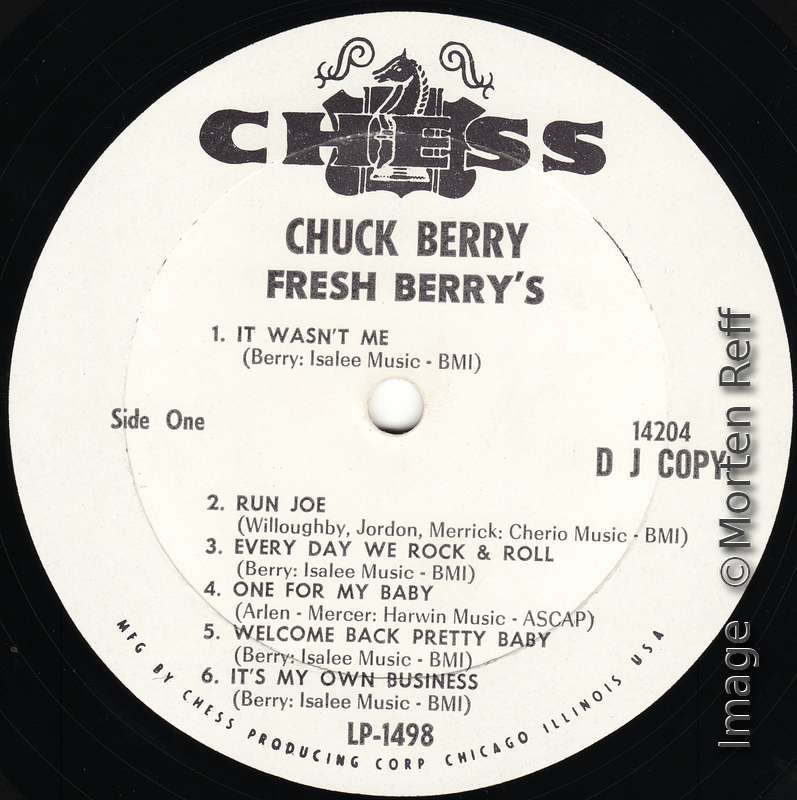 CHESS
CHUCK BERRY
FRESH BERRY'S
1. IT WASN'T ME
(Berry: Isalee Music - BMI)
Side One
14204
D J COPY
2. RUN JOE
(Willoughby, Jordon, Merrick: Cherio Music - BMI)
3. EVERY DAY WE ROCK & ROLL
(Berry: Isalee Music - BMI)
4. ONE FOR MY BABY
(Arlen - Mercer: Harwin Music - ASCAP)
5. WELCOME BACK PRETTY BABY
(Berry: Isalee Music - BMI)
6. IT'S MY OWN BUSINESS
(Berry: Isalee Music - BMI)
LP-1498
MFG BY CHESS PRODUCING CORP CHICAGO ILLINOIS USA
Image © Morten Reff